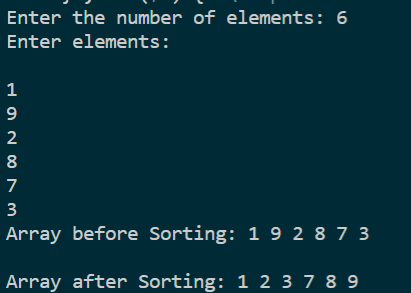 Enter the number of elements: 6
Enter elements:
1
9
2
8
7
3
Array before Sorting: 1 9 2 8 7 3
Array after Sorting: 1 2 3 7 8 9